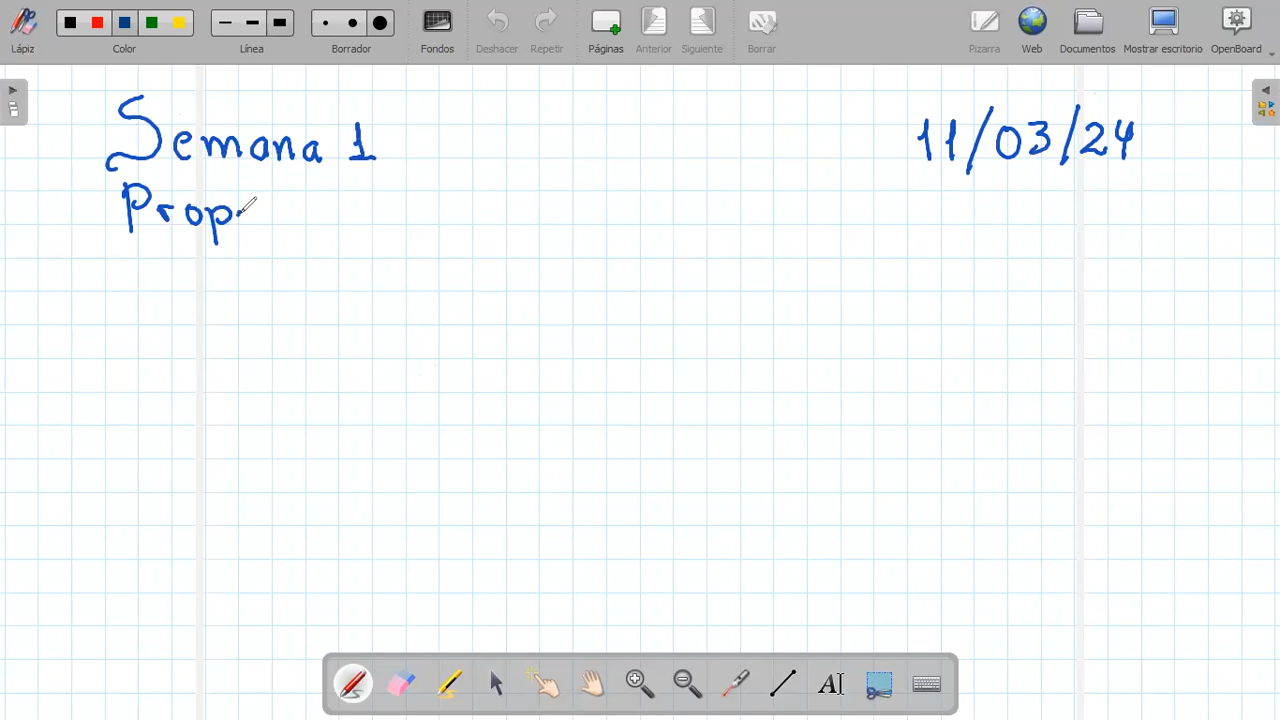 Lápiz Color Línea Borrador Fondos Deshacer Repetir Páginas Anterior Siguiente Borrar Pizarra Web Documentos Mostrar escritorio OpenBoard
Semana 1 11/03/24
Prop